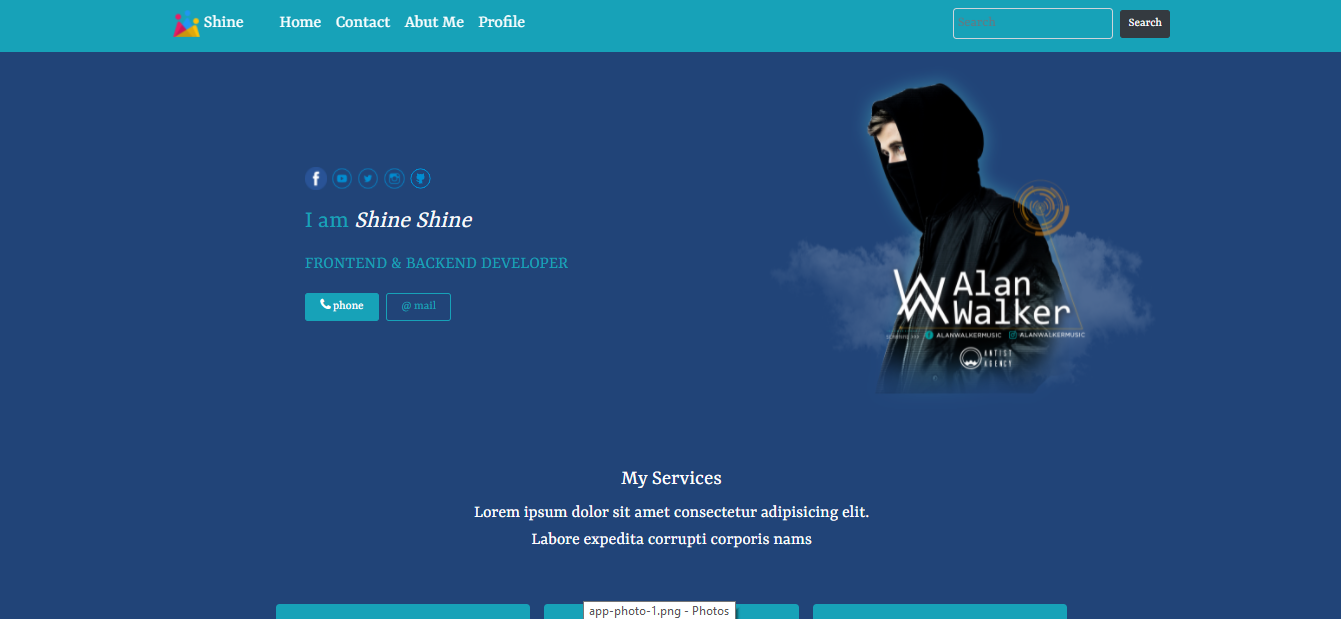 Shine Home Contact Abut Me Profile Search Search
I am Shine Shine
FRONTEND & BACKEND DEVELOPER
phone @ mail
Alan
Walker
ALANWALKERMUSIC ALANWALKERMUSIC
ARTIST
AGENCY
My Services
Lorem ipsum dolor sit amet consectetur adipisicing elit.
Labore expedita corrupti corporis nams
app-photo-1.png - Photos